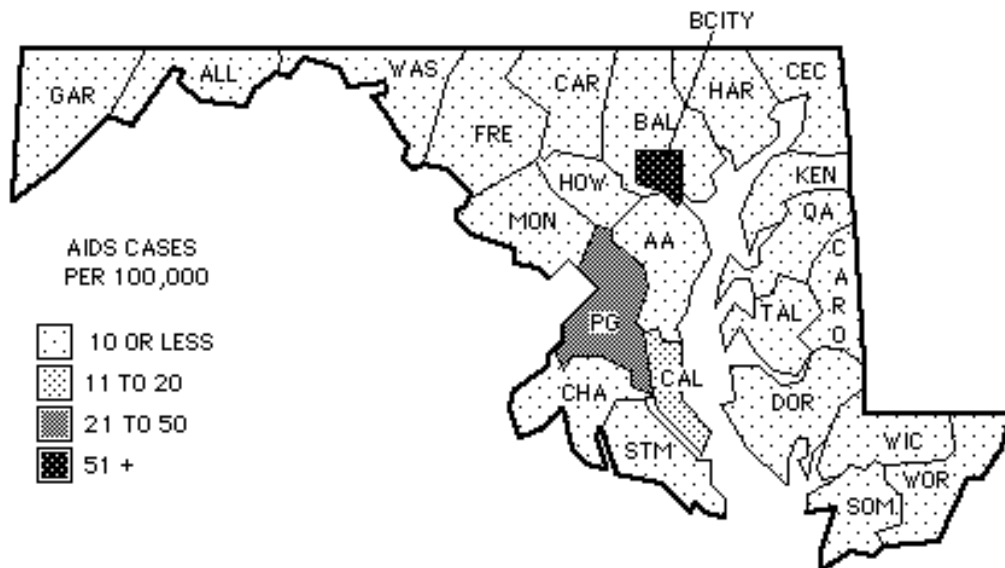 BCITY
GAR
ALL
WAS
CAR
HAR
CEC
FRE
BAL
KEN
HOW
QA
MON
AA
CARO
TAL
PG
CHA
CAL
DOR
STM
WIC
WOR
SOM
AIDS CASES
PER 100,000
10 OR LESS
11 TO 20
21 TO 50
51 +